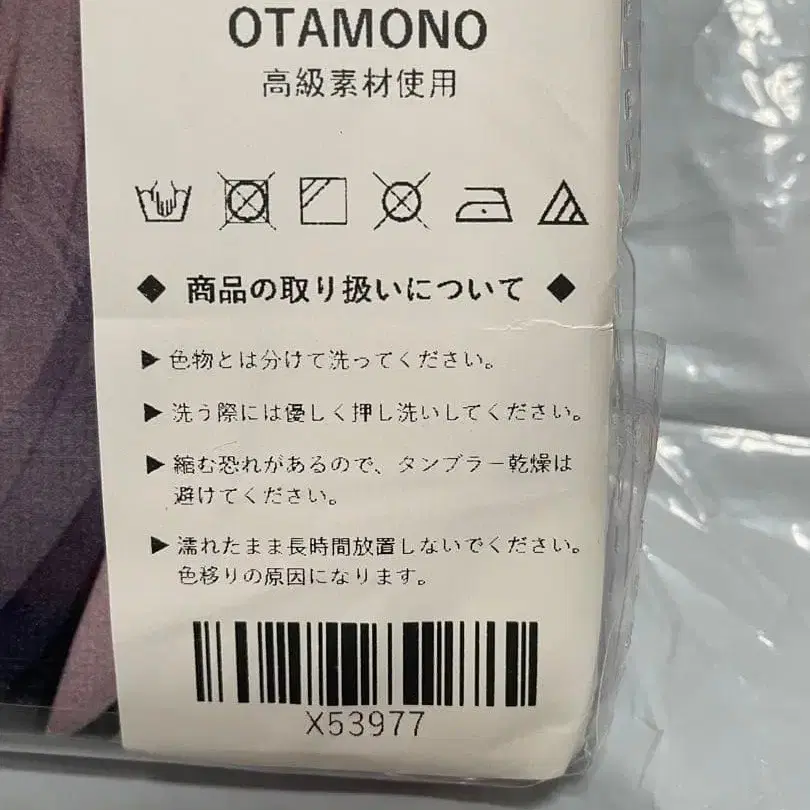 OTAMONO
高級素材使用
◆ 商品の取り扱いについて ◆
▶ 色物とは分けて洗ってください。
▶ 洗う際には優しく押し洗いしてください。
▶ 縮む恐れがあるので、タンブラー乾燥は
避けてください。
▶ 濡れたまま長時間放置しないでください。
色移りの原因になります。
X53977